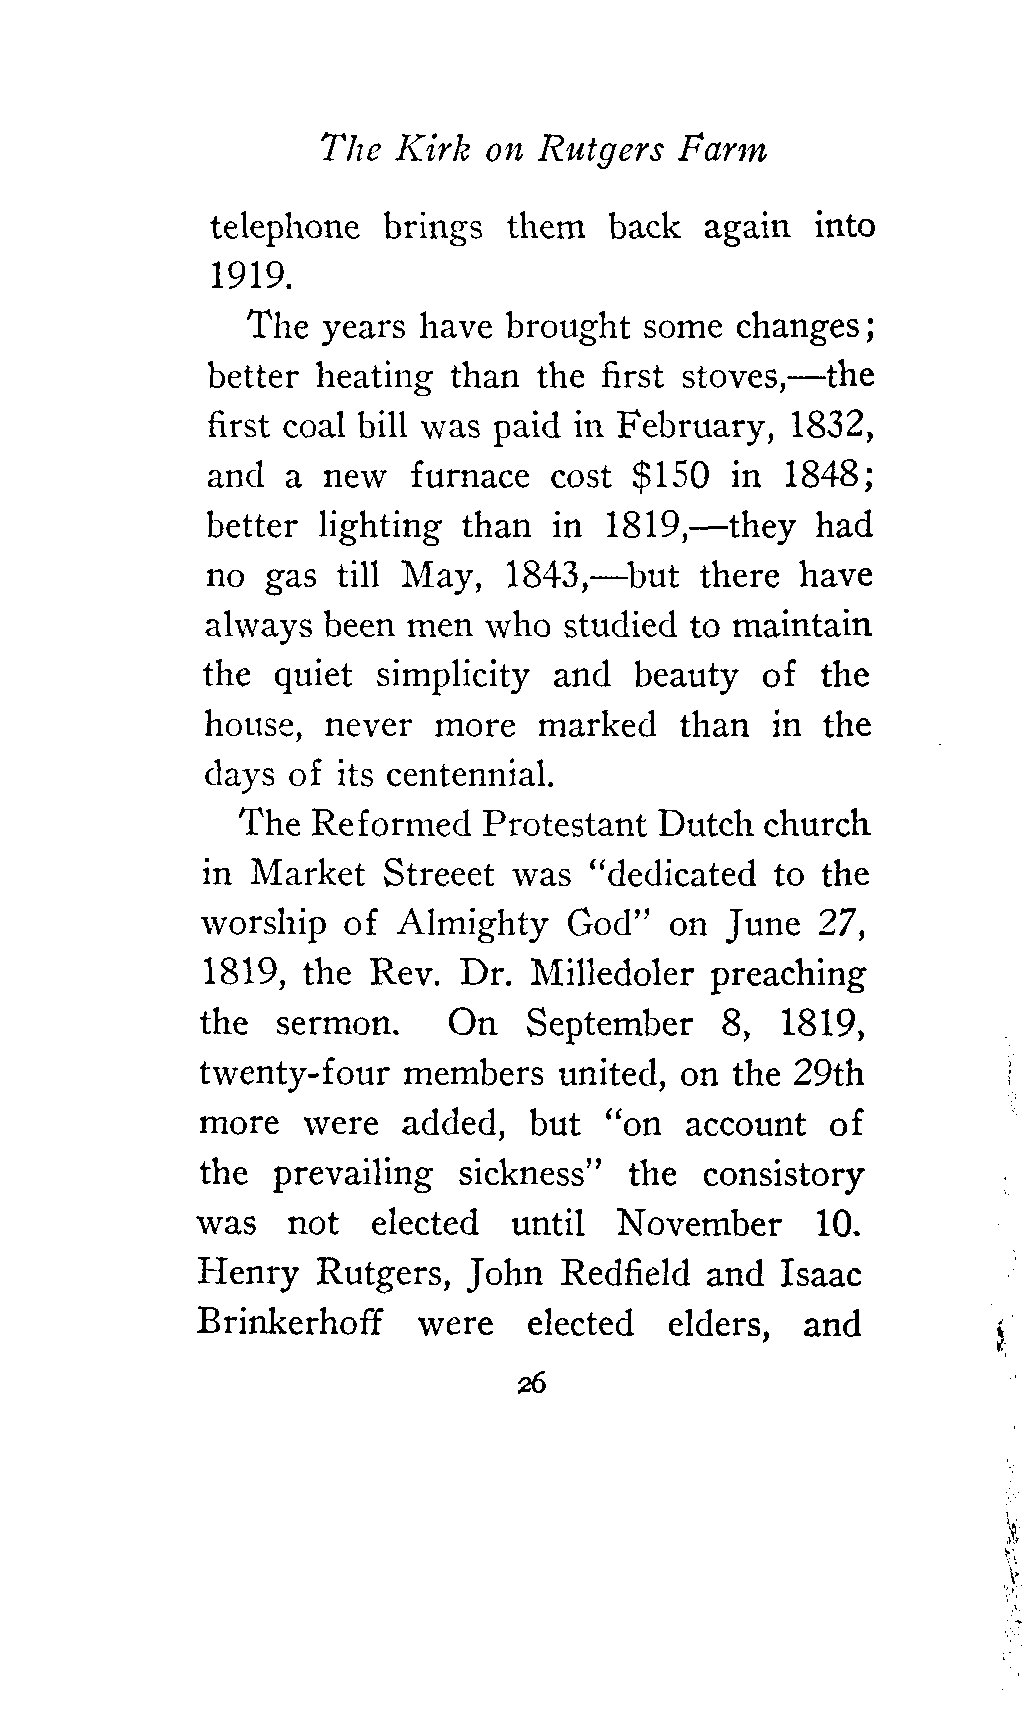 The Kirk on Rutgers Farm
telephone brings them back again into
1919.
The years have brought some changes;
better heating than the first stoves,—the
first coal bill was paid in February, 1832,
and a new furnace cost $150 in 1848;
better lighting than in 1819,—they had
no gas till May, 1843,—but there have
always been men who studied to maintain
the quiet simplicity and beauty of the
house, never more marked than in the
days of its centennial.
The Reformed Protestant Dutch church
in Market Streeet was “dedicated to the
worship of Almighty God” on June 27,
1819, the Rev. Dr. Milledoler preaching
the sermon. On September 8, 1819,
twenty-four members united, on the 29th
more were added, but “on account of
the prevailing sickness” the consistory
was not elected until November 10.
Henry Rutgers, John Redfield and Isaac
Brinkerhoff were elected elders, and
26